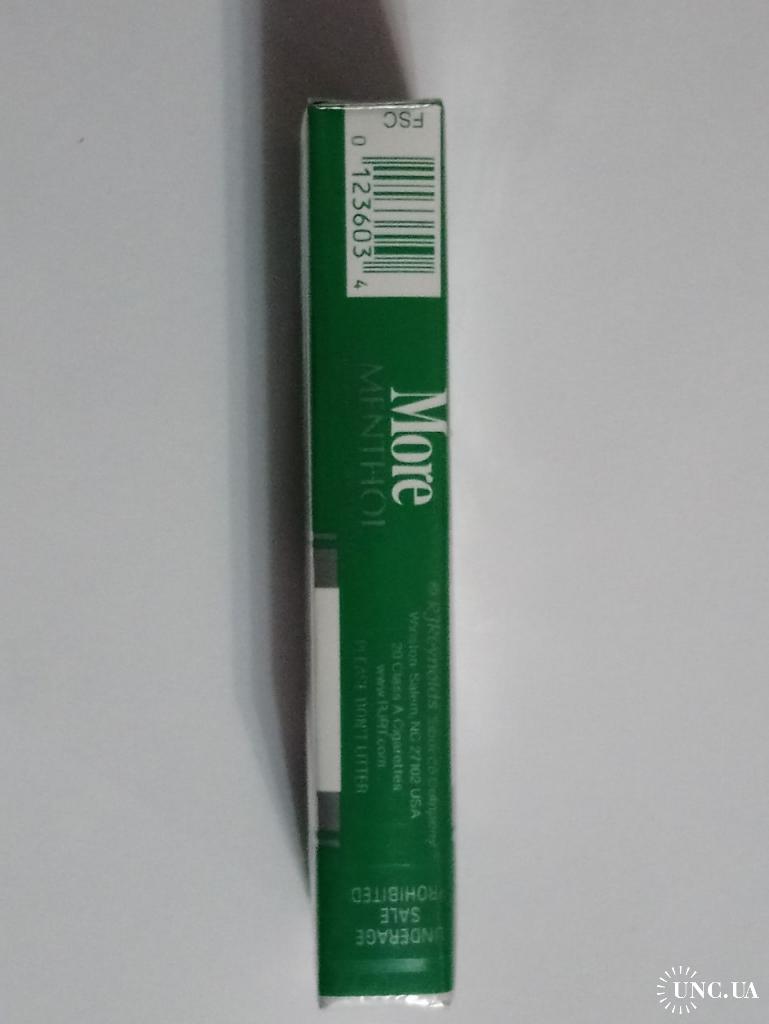 FSC
0 123603 4
More
MENTHOL
© RJReynolds Tobacco Company
Winston-Salem, NC 27102 USA
20 Class A Cigarettes
www.RJRT.com
PLEASE DON'T LITTER
UNDERAGE
SALE
PROHIBITED
UNC.UA